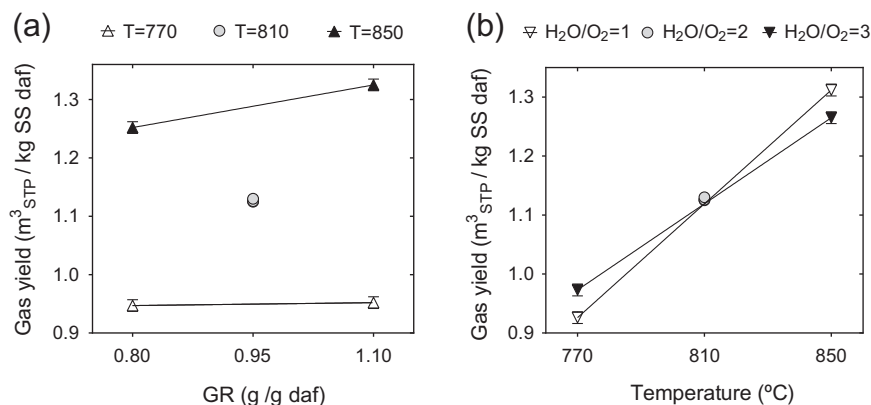 (a) △ T=770 ○ T=810 ▲ T=850
1.3
1.2
1.1
1.0
0.9
Gas yield (m³STP / kg SS daf)
0.80 0.95 1.10
GR (g /g daf)
(b) ▽ H₂O/O₂=1 ○ H₂O/O₂=2 ▼ H₂O/O₂=3
1.3
1.2
1.1
1.0
0.9
Gas yield (m³STP / kg SS daf)
770 810 850
Temperature (ºC)